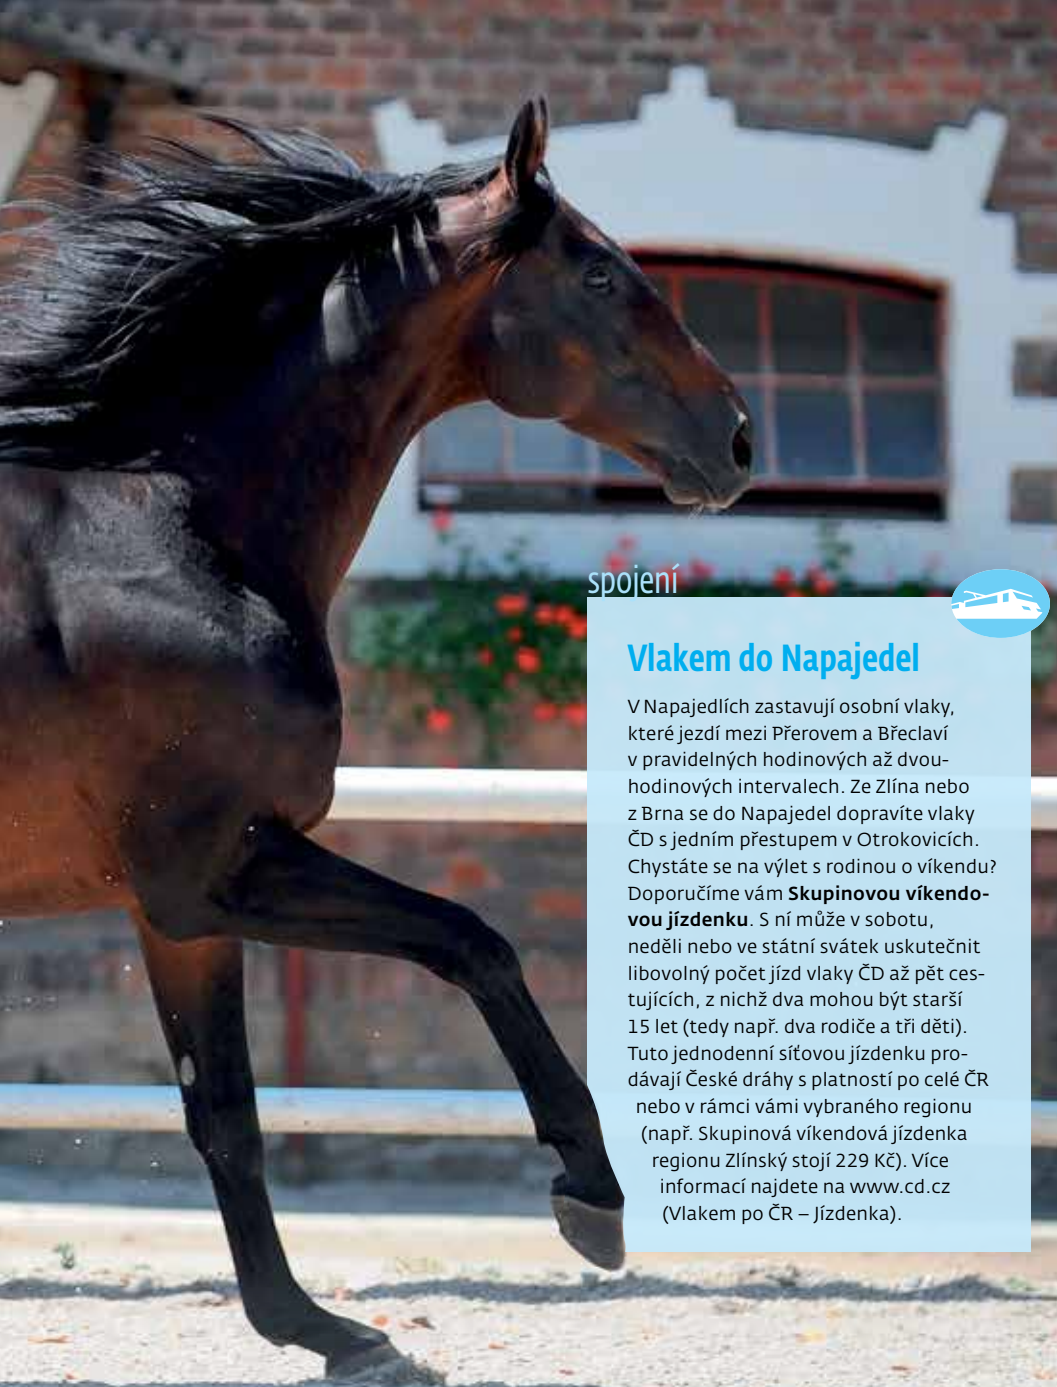 spojení
Vlakem do Napajedel
V Napajedlích zastavují osobní vlaky,
které jezdí mezi Přerovem a Břeclaví
v pravidelných hodinových až dvou-
hodinových intervalech. Ze Zlína nebo
z Brna se do Napajedel dopravíte vlaky
ČD s jedním přestupem v Otrokovicích.
Chystáte se na výlet s rodinou o víkendu?
Doporučíme vám Skupinovou víkendo-
vou jízdenku. S ní může v sobotu,
neděli nebo ve státní svátek uskutečnit
libovolný počet jízd vlaky ČD až pět ces-
tujících, z nichž dva mohou být starší
15 let (tedy např. dva rodiče a tři děti).
Tuto jednodenní síťovou jízdenku pro-
dávají České dráhy s platností po celé ČR
nebo v rámci vámi vybraného regionu
(např. Skupinová víkendová jízdenka
regionu Zlínský stojí 229 Kč). Více
informací najdete na www.cd.cz
(Vlakem po ČR – Jízdenka).